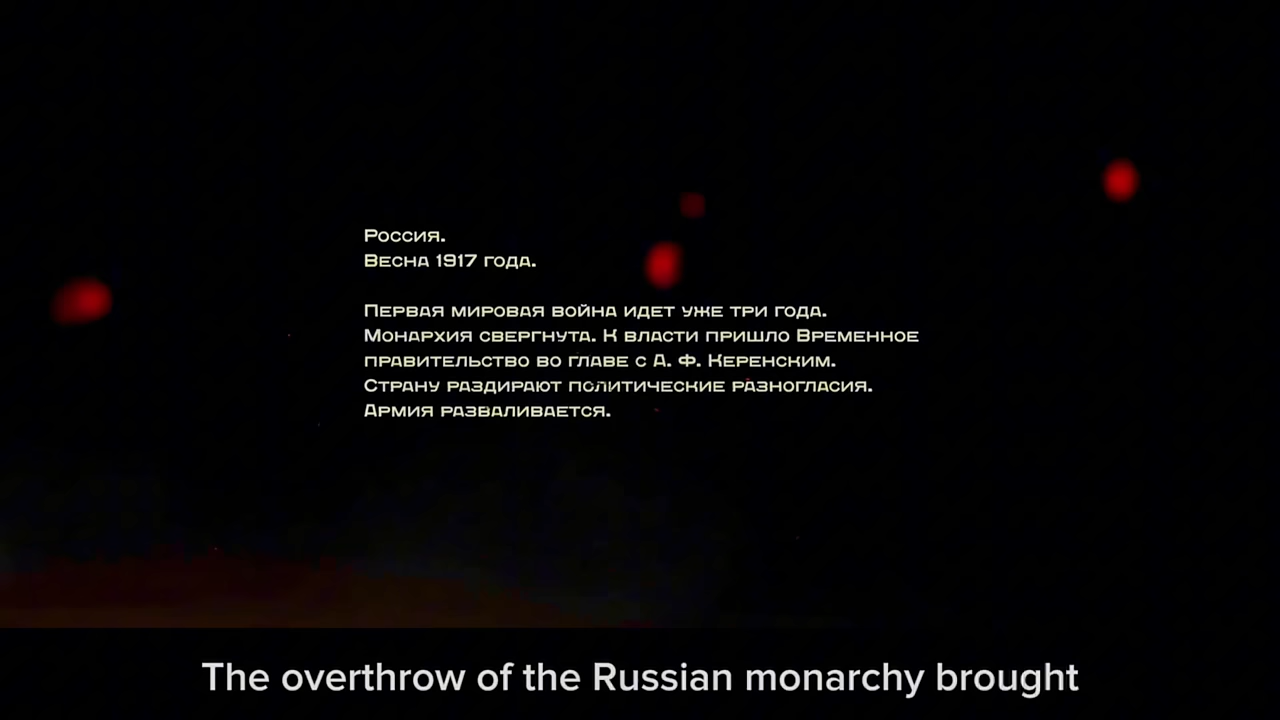 Россия.
Весна 1917 года.
Первая мировая война идет уже три года.
Монархия свергнута. К власти пришло Временное
правительство во главе с А. Ф. Керенским.
Страну раздирают политические разногласия.
Армия разваливается.
The overthrow of the Russian monarchy brought